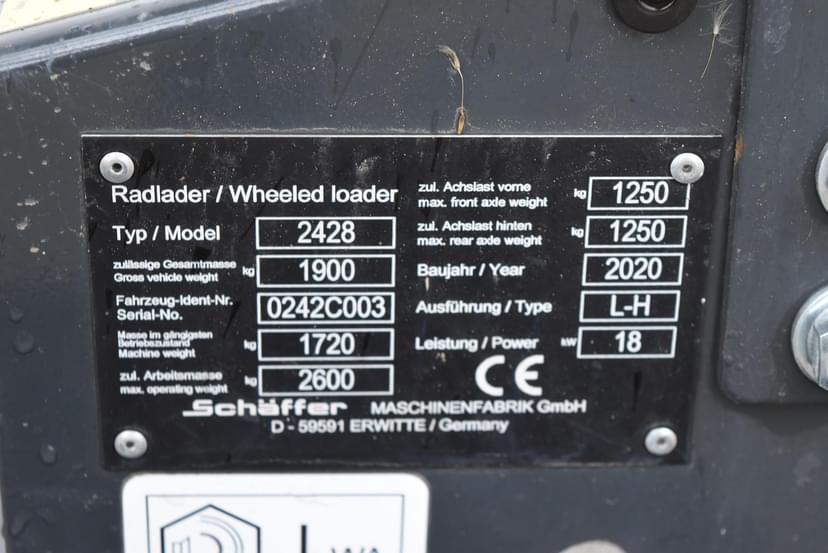 Radlader / Wheeled loader
Typ / Model 2428
zulässige Gesamtmasse
Gross vehicle weight kg 1900
Fahrzeug-Ident-Nr.
Serial-No. 0242C003
Masse im gängigsten
Betriebszustand
Machine weight kg 1720
zul. Arbeitsmasse
max. operating weight kg 2600
zul. Achslast vorne
max. front axle weight kg 1250
zul. Achslast hinten
max. rear axle weight kg 1250
Baujahr / Year 2020
Ausführung / Type L-H
Leistung / Power kW 18
CE
Schäffer MASCHINENFABRIK GmbH
D - 59591 ERWITTE / Germany